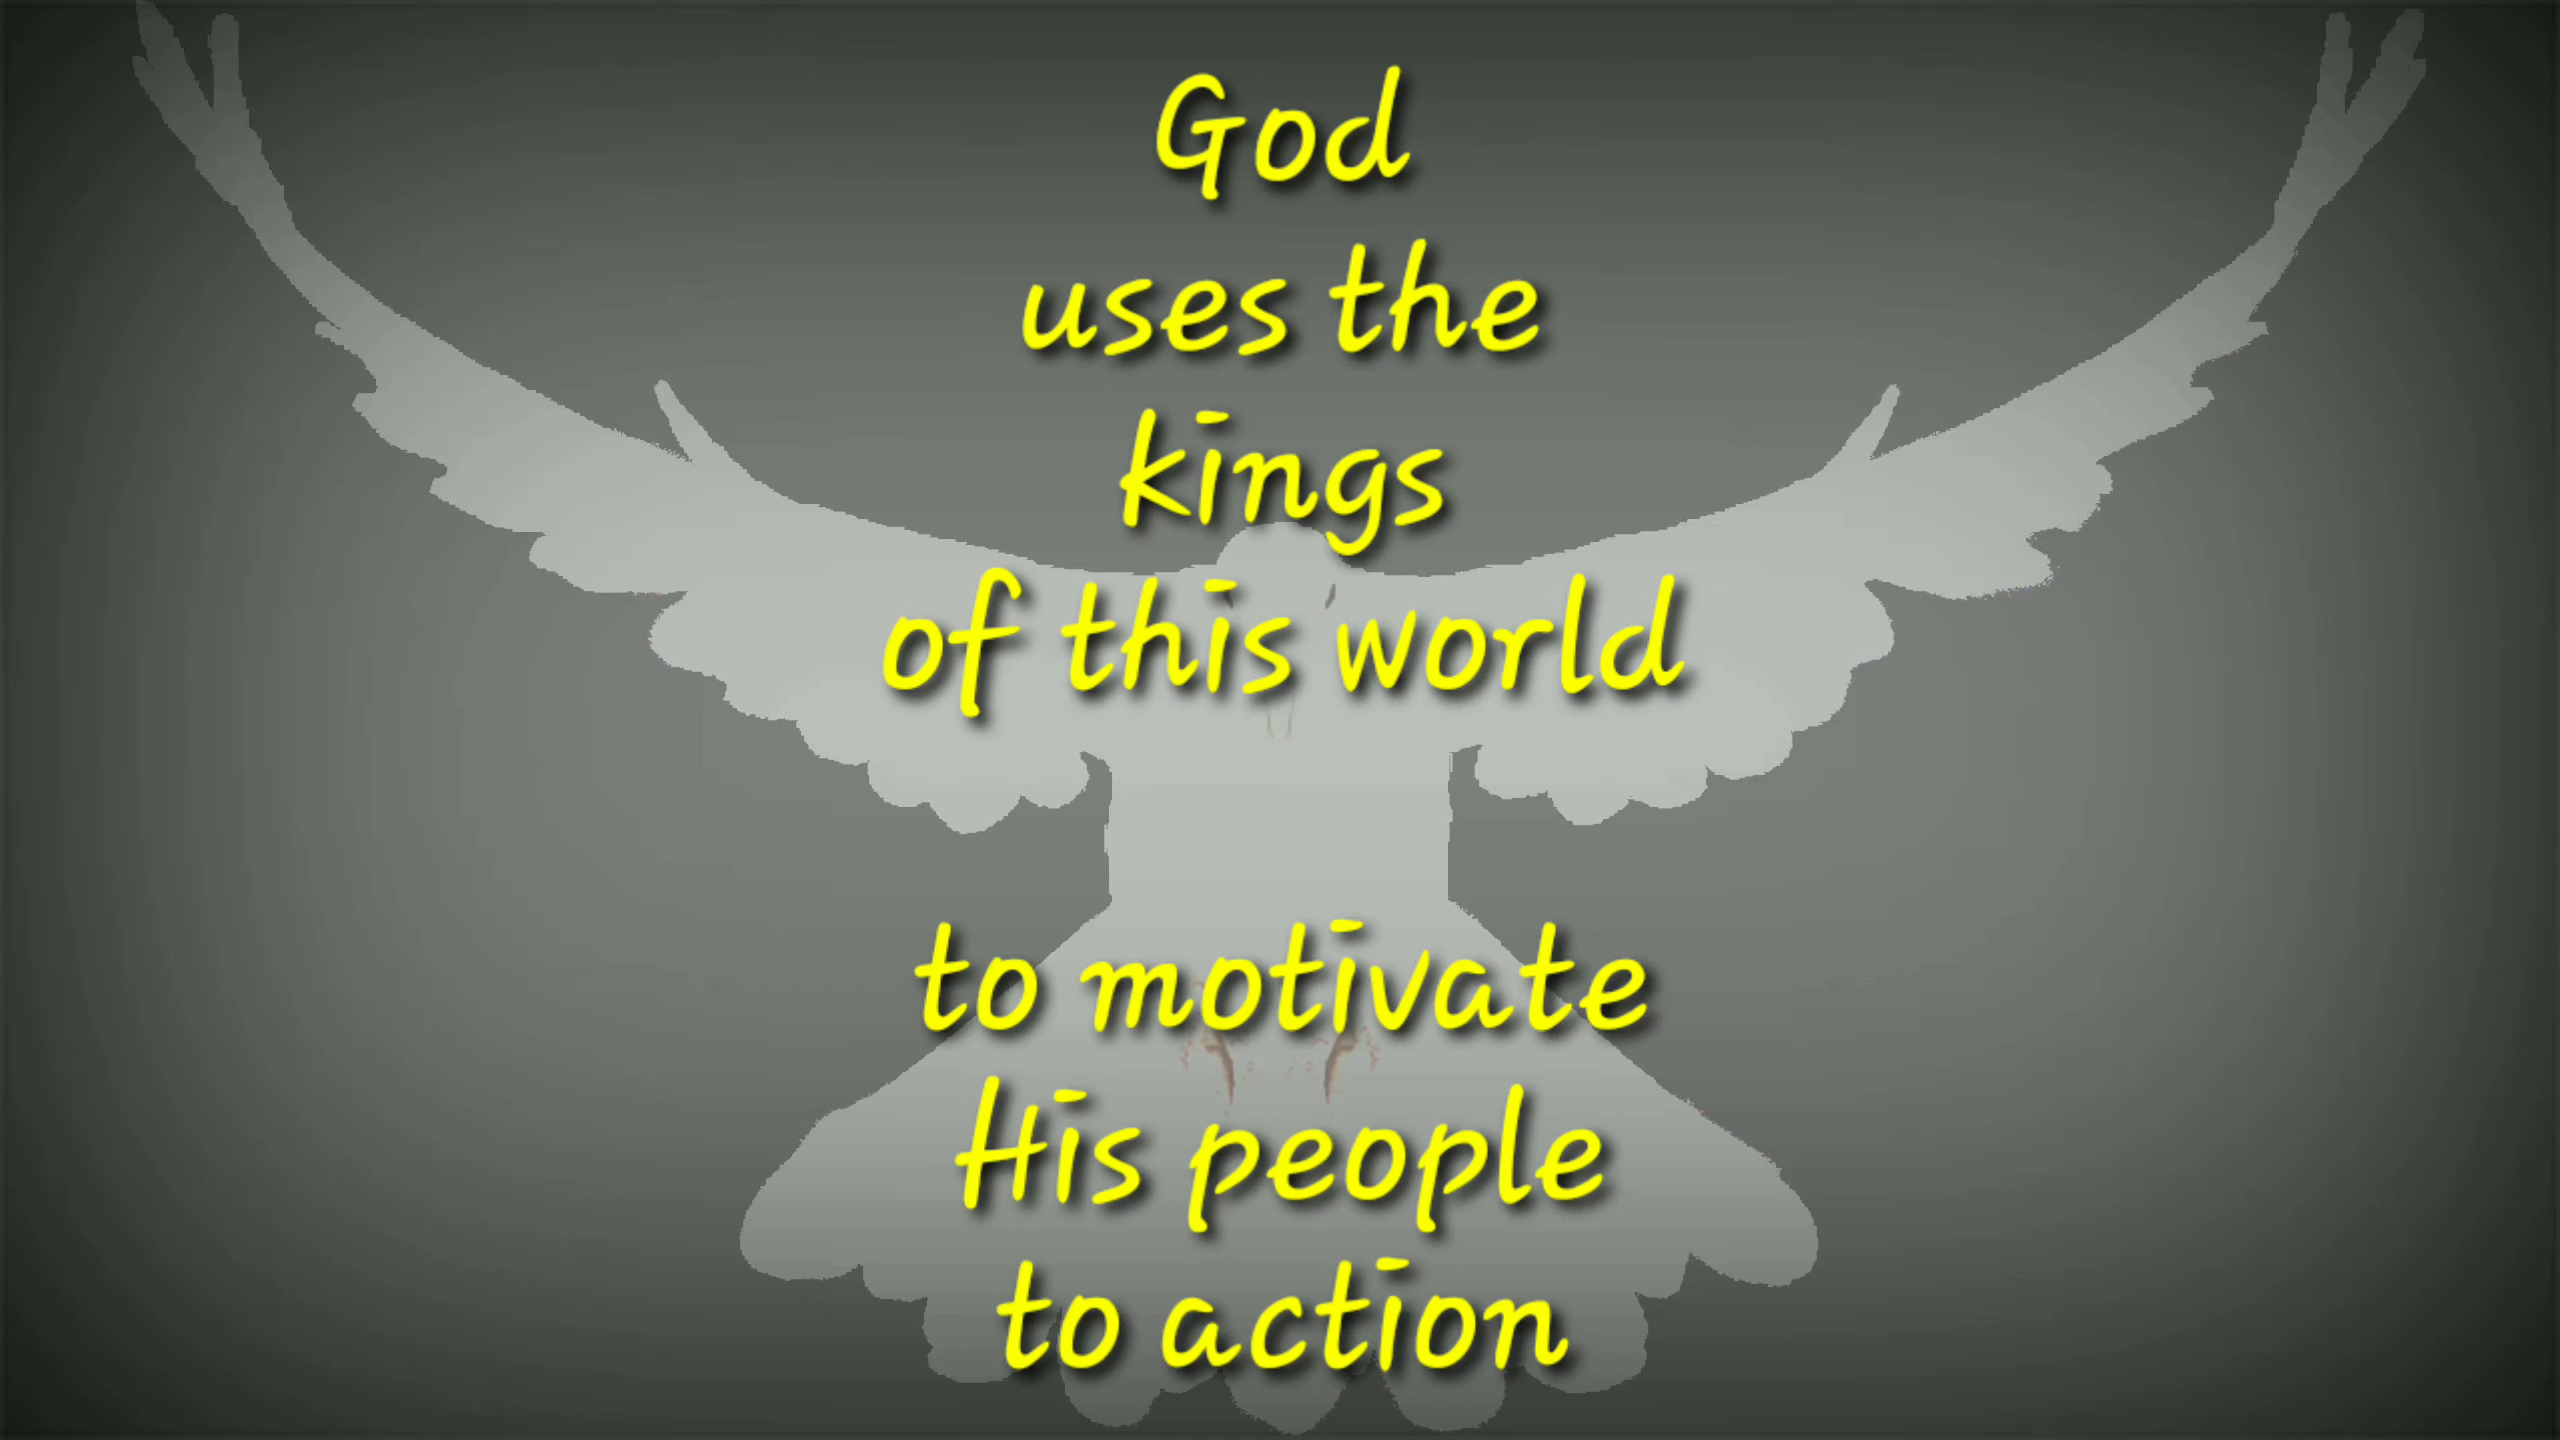 God
uses the
kings
of this world
to motivate
His people
to action